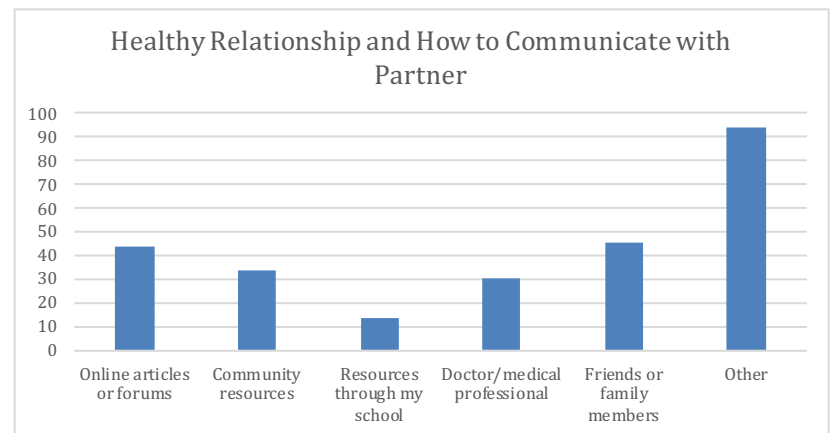 Healthy Relationship and How to Communicate with
Partner
100
90
80
70
60
50
40
30
20
10
0
Online articles
or forums
Community
resources
Resources
through my
school
Doctor/medical
professional
Friends or
family
members
Other